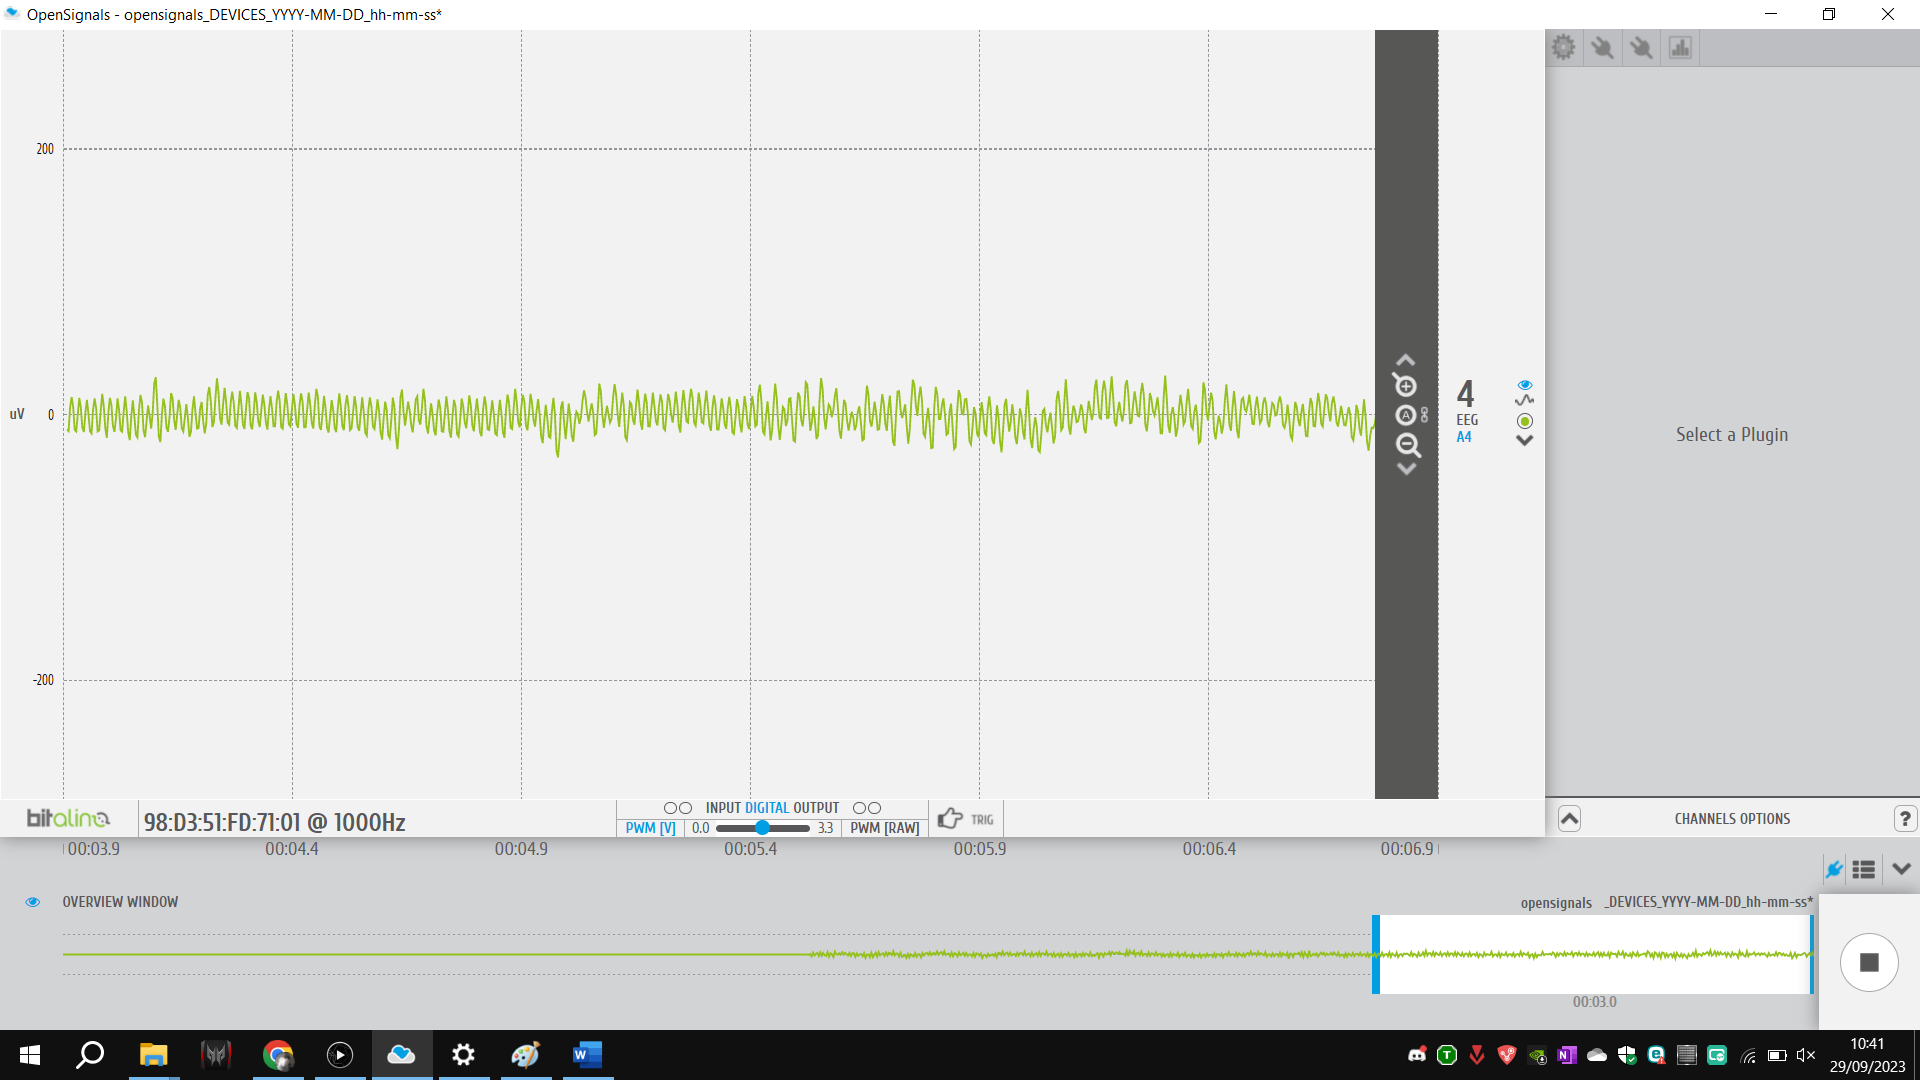 OpenSignals - opensignals_DEVICES_YYYY-MM-DD_hh-mm-ss*
200
uV 0
-200
4
EEG
A4
Select a Plugin
bitalino
98:D3:51:FD:71:01 @ 1000Hz
INPUT DIGITAL OUTPUT
PWM [V] 0.0 3.3 PWM [RAW]
TRIG
CHANNELS OPTIONS ?
00:03.9 00:04.4 00:04.9 00:05.4 00:05.9 00:06.4 00:06.9
OVERVIEW WINDOW
opensignals _DEVICES_YYYY-MM-DD_hh-mm-ss*
00:03.0
10:41
29/09/2023